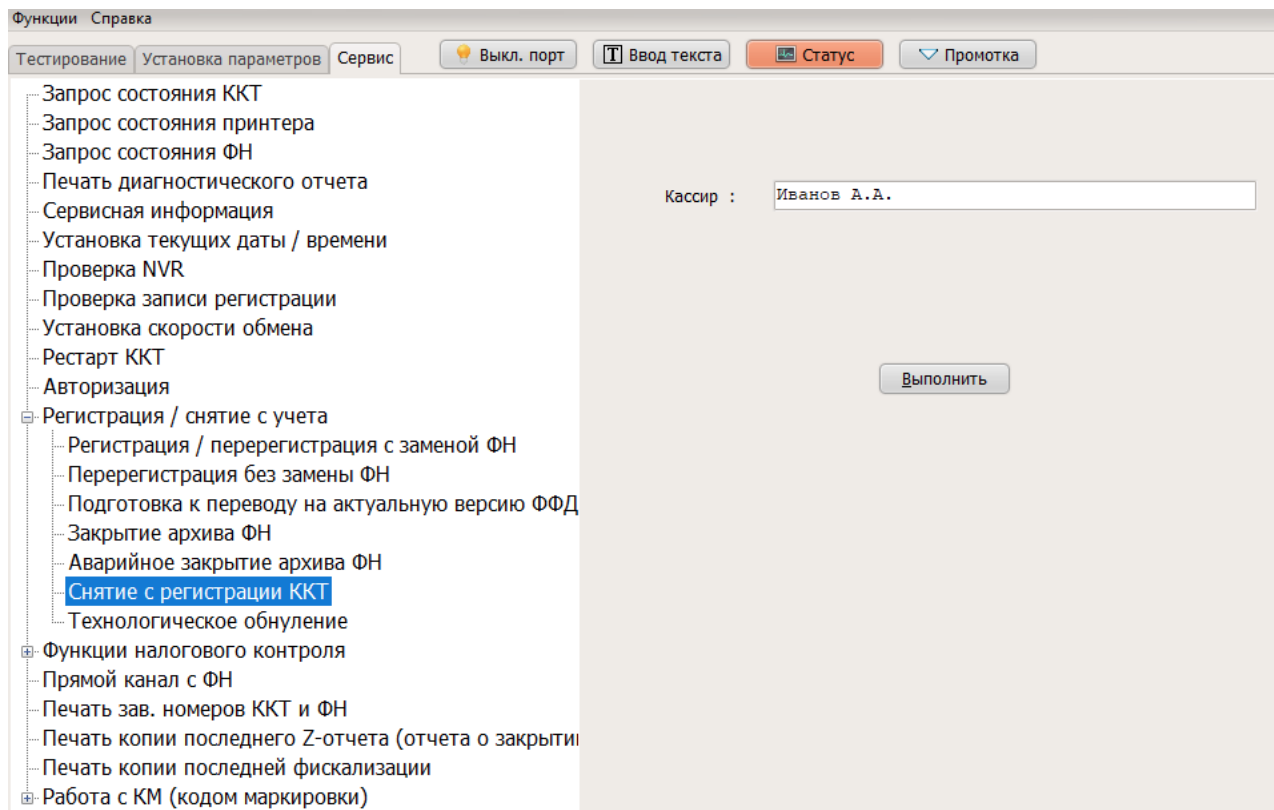 Функции Справка
Тестирование Установка параметров Сервис Выкл. порт T Ввод текста Статус Промотка
Запрос состояния ККТ
Запрос состояния принтера
Запрос состояния ФН
Печать диагностического отчета
Сервисная информация
Установка текущих даты / времени
Проверка NVR
Проверка записи регистрации
Установка скорости обмена
Рестарт ККТ
Авторизация
Регистрация / снятие с учета
Регистрация / перерегистрация с заменой ФН
Перерегистрация без замены ФН
Подготовка к переводу на актуальную версию ФФД
Закрытие архива ФН
Аварийное закрытие архива ФН
Снятие с регистрации ККТ
Технологическое обнуление
Функции налогового контроля
Прямой канал с ФН
Печать зав. номеров ККТ и ФН
Печать копии последнего Z-отчета (отчета о закрыти
Печать копии последней фискализации
Работа с КМ (кодом маркировки)
Кассир : Иванов А.А.
Выполнить